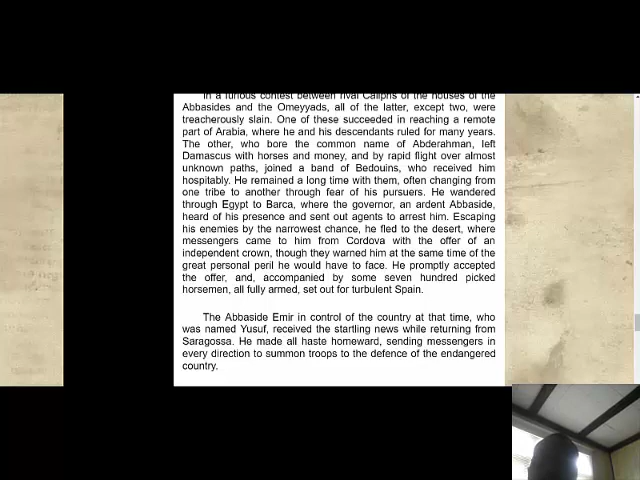 In a furious contest between rival Caliphs of the houses of the
Abbasides and the Omeyyads, all of the latter, except two, were
treacherously slain. One of these succeeded in reaching a remote
part of Arabia, where he and his descendants ruled for many years.
The other, who bore the common name of Abderahman, left
Damascus with horses and money, and by rapid flight over almost
unknown paths, joined a band of Bedouins, who received him
hospitably. He remained a long time with them, often changing from
one tribe to another through fear of his pursuers. He wandered
through Egypt to Barca, where the governor, an ardent Abbaside,
heard of his presence and sent out agents to arrest him. Escaping
his enemies by the narrowest chance, he fled to the desert, where
messengers came to him from Cordova with the offer of an
independent crown, though they warned him at the same time of the
great personal peril he would have to face. He promptly accepted
the offer, and, accompanied by some seven hundred picked
horsemen, all fully armed, set out for turbulent Spain.
The Abbaside Emir in control of the country at that time, who
was named Yusuf, received the startling news while returning from
Saragossa. He made all haste homeward, sending messengers in
every direction to summon troops to the defence of the endangered
country.